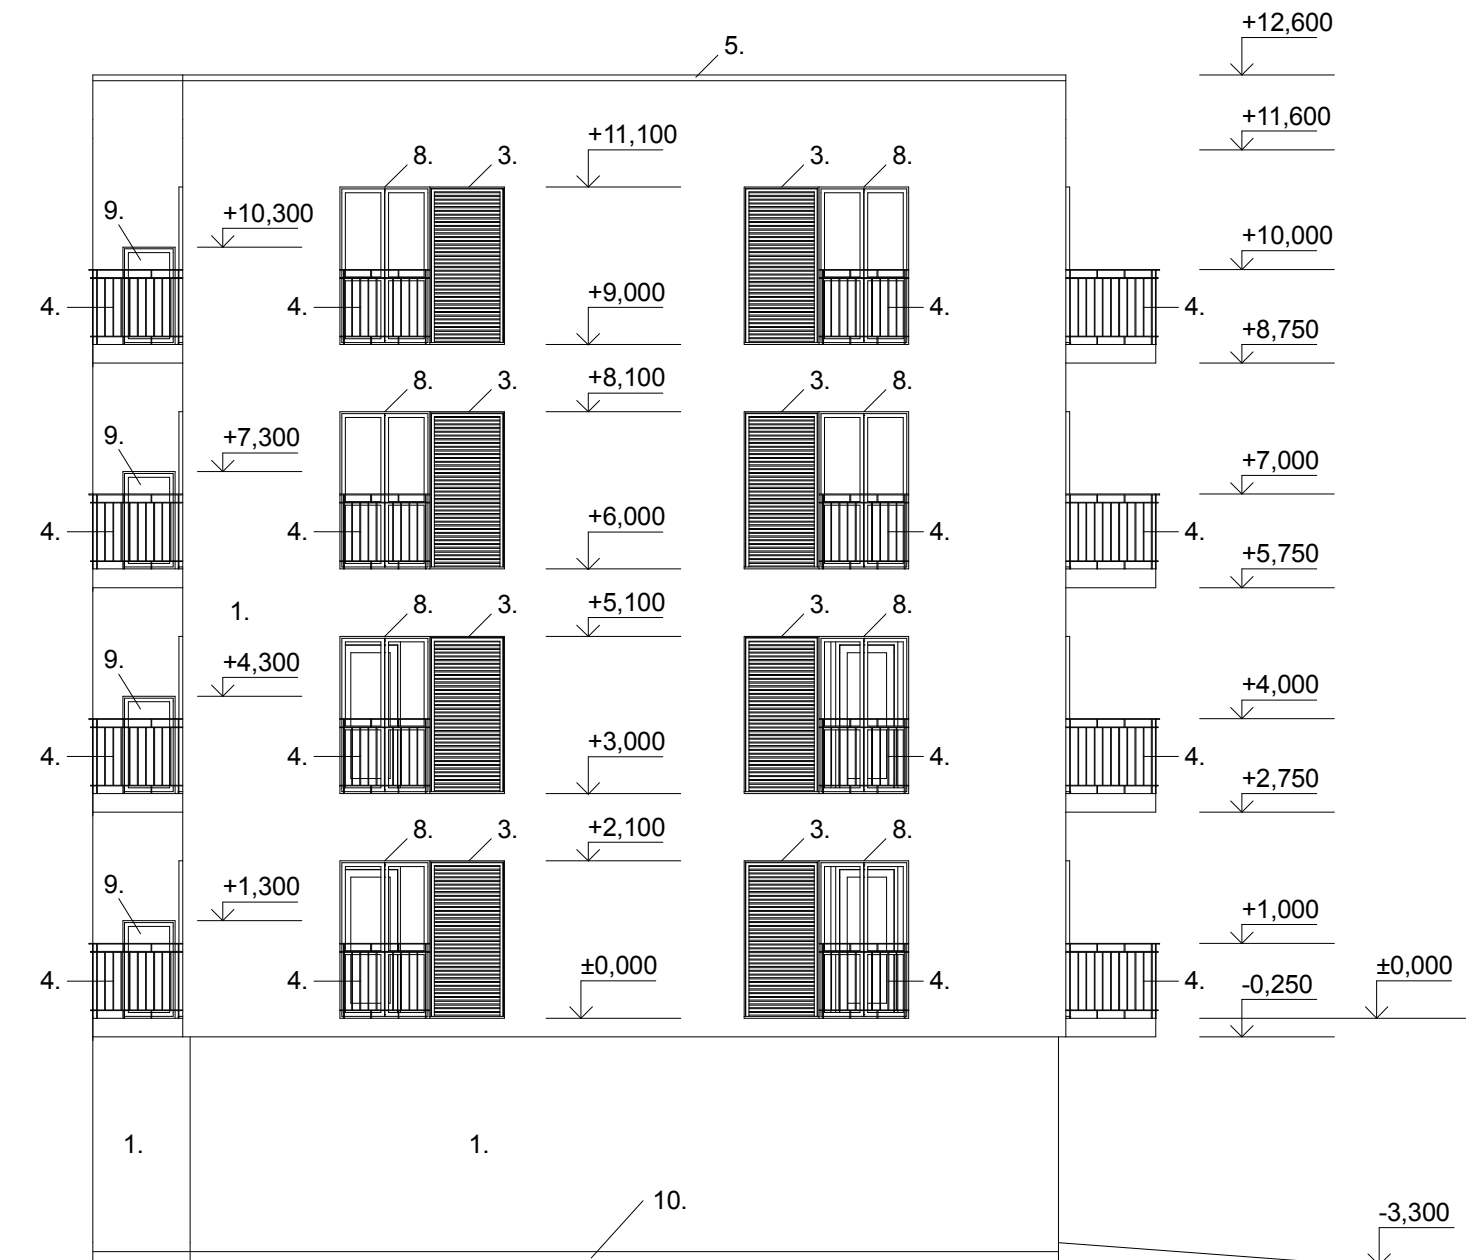 +12,600
5.
+11,600
+11,100
8. 3. 3. 8.
9. +10,300
+10,000
4. 4. +9,000 4. 4.
+8,750
8. 3. +8,100 3. 8.
9. +7,300
+7,000
4. 4. +6,000 4. 4.
+5,750
1. 8. 3. +5,100 3. 8.
9. +4,300
+4,000
4. 4. +3,000 4. 4.
+2,750
8. 3. +2,100 3. 8.
9. +1,300
+1,000
±0,000 ±0,000
4. 4. 4. 4. -0,250
1. 1.
10.
-3,300